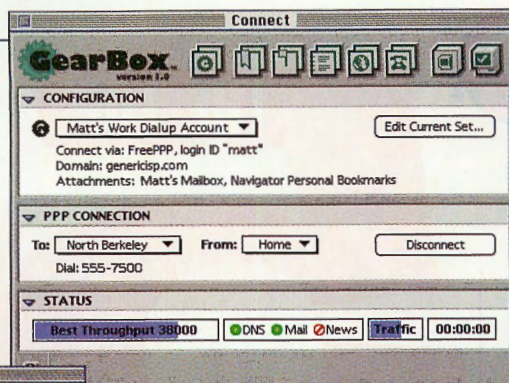 Connect
GearBox™
version 1.0
CONFIGURATION
Matt's Work Dialup Account
Edit Current Set...
Connect via: FreePPP, login ID "matt"
Domain: genericisp.com
Attachments: Matt's Mailbox, Navigator Personal Bookmarks
PPP CONNECTION
To: North Berkeley From: Home Disconnect
Dial: 555-7500
STATUS
Best Throughput 38000 DNS Mail News Traffic 00:00:00